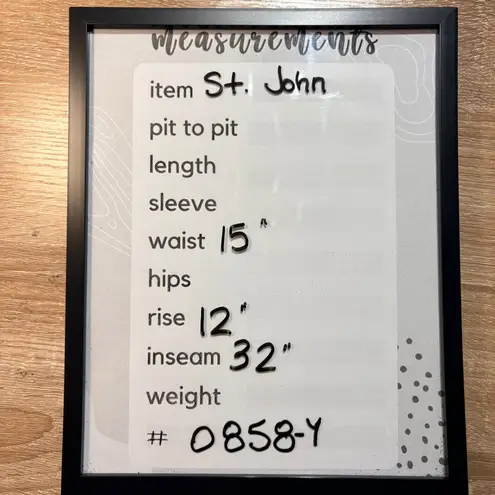 measurements
item St. John
pit to pit
length
sleeve
waist 15"
hips
rise 12"
inseam 32"
weight
# 0858-Y